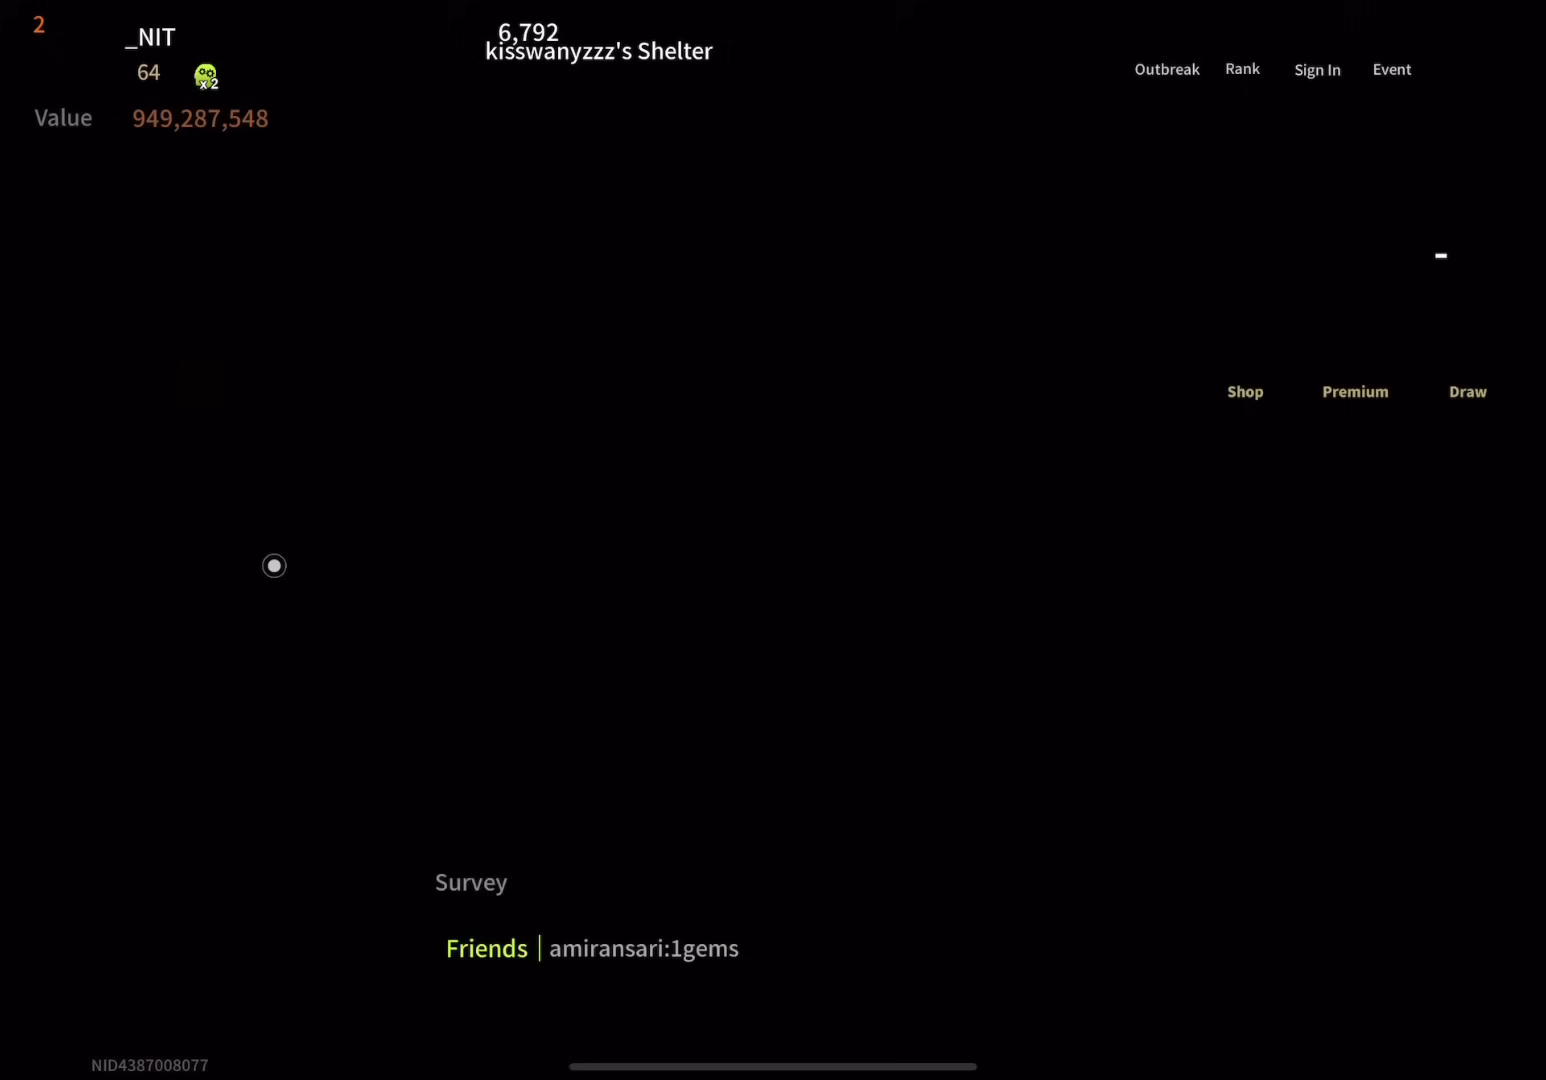 2
_NIT
64
x2
Value 949,287,548
6,792
kisswanyzzz's Shelter
Outbreak Rank Sign In Event
-
Shop Premium Draw
Survey
Friends | amiransari:1gems
NID4387008077